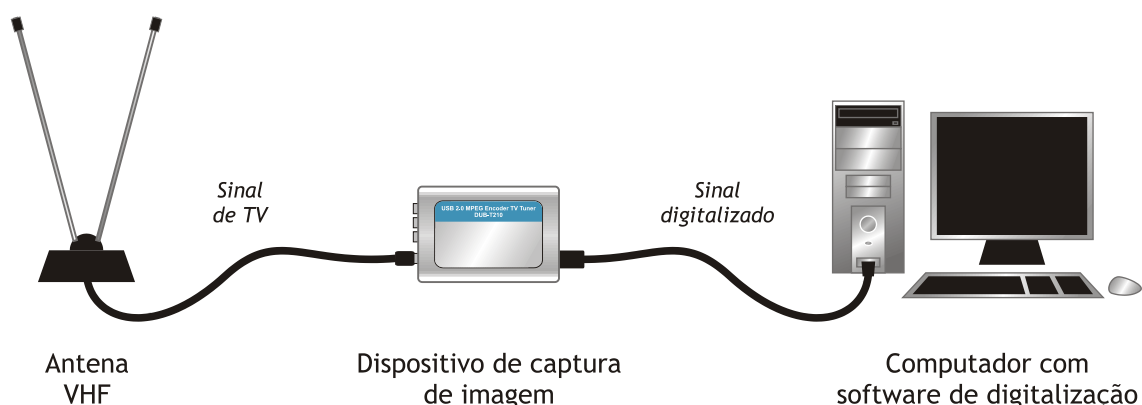 Sinal
de TV
USB 2.0 MPEG Encoder TV Tuner
DUB-T210
Sinal
digitalizado
Antena
VHF
Dispositivo de captura
de imagem
Computador com
software de digitalização